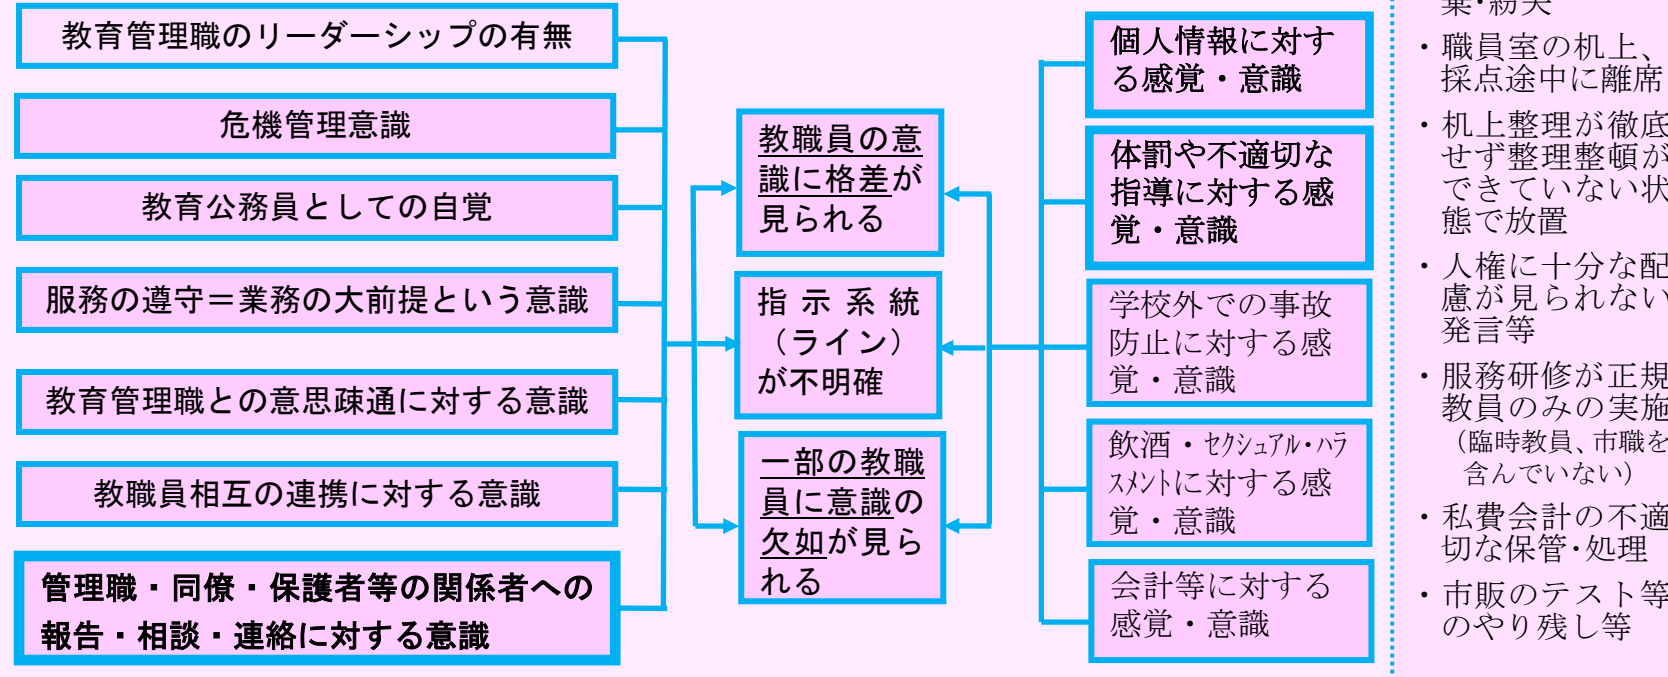 教育管理職のリーダーシップの有無
危機管理意識
教育公務員としての自覚
服務の遵守＝業務の大前提という意識
教育管理職との意思疎通に対する意識
教職員相互の連携に対する意識
管理職・同僚・保護者等の関係者への
報告・相談・連絡に対する意識
教職員の意
識に格差が
見られる
指示系統
（ライン）
が不明確
一部の教職
員に意識の
欠如が見ら
れる
個人情報に対す
る感覚・意識
体罰や不適切な
指導に対する感
覚・意識
学校外での事故
防止に対する感
覚・意識
飲酒・ｾｸｼｭｱﾙ・ﾊﾗ
ｽﾒﾝﾄに対する感
覚・意識
会計等に対する
感覚・意識
棄・紛失
・職員室の机上、
採点途中に離席
・机上整理が徹底
せず整理整頓が
できていない状
態で放置
・人権に十分な配
慮が見られない
発言等
・服務研修が正規
教員のみの実施
（臨時教員、市職を
含んでいない）
・私費会計の不適
切な保管・処理
・市販のテスト等
のやり残し等